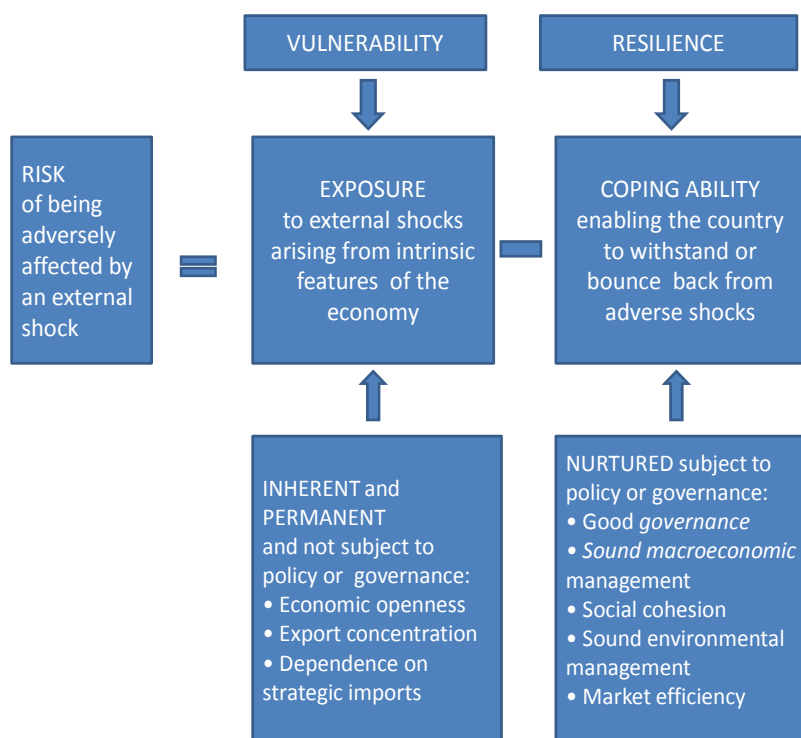 VULNERABILITY
RESILIENCE
RISK
of being
adversely
affected by
an external
shock
=
EXPOSURE
to external shocks
arising from intrinsic
features of the
economy
–
COPING ABILITY
enabling the country
to withstand or
bounce back from
adverse shocks
INHERENT and
PERMANENT
and not subject to
policy or governance:
• Economic openness
• Export concentration
• Dependence on
strategic imports
NURTURED subject to
policy or governance:
• Good governance
• Sound macroeconomic
management
• Social cohesion
• Sound environmental
management
• Market efficiency